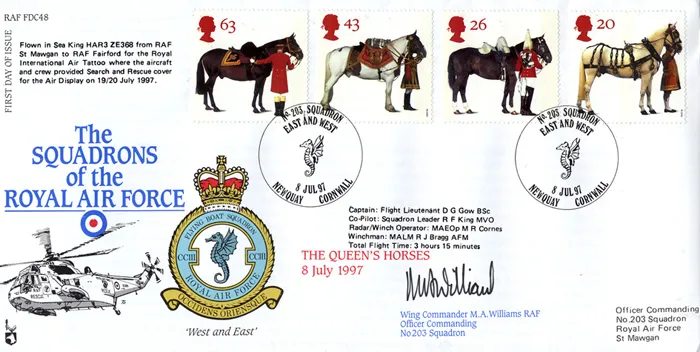 RAF FDC48
FIRST DAY OF ISSUE
Flown in Sea King HAR3 ZE368 from RAF
St Mawgan to RAF Fairford for the Royal
International Air Tattoo where the aircraft
and crew provided Search and Rescue cover
for the Air Display on 19/20 July 1997.
63
43
26
20
No. 203 SQUADRON
EAST AND WEST
8 JUL 97
NEWQUAY CORNWALL
No. 203 SQUADRON
EAST AND WEST
8 JUL 97
NEWQUAY CORNWALL
The
SQUADRONS
of the
ROYAL AIR FORCE
FLYING BOAT SQUADRON
CCIII
CCIII
ROYAL AIR FORCE
OCCIDENS ORIENSQUE
'West and East'
Captain: Flight Lieutenant D G Gow BSc
Co-Pilot: Squadron Leader R F King MVO
Radar/Winch Operator: MAEOp M R Cornes
Winchman: MALM R J Bragg AFM
Total Flight Time: 3 hours 15 minutes
THE QUEEN'S HORSES
8 July 1997
MAWilliams
Wing Commander M.A.Williams RAF
Officer Commanding
No 203 Squadron
Officer Commanding
No.203 Squadron
Royal Air Force
St Mawgan